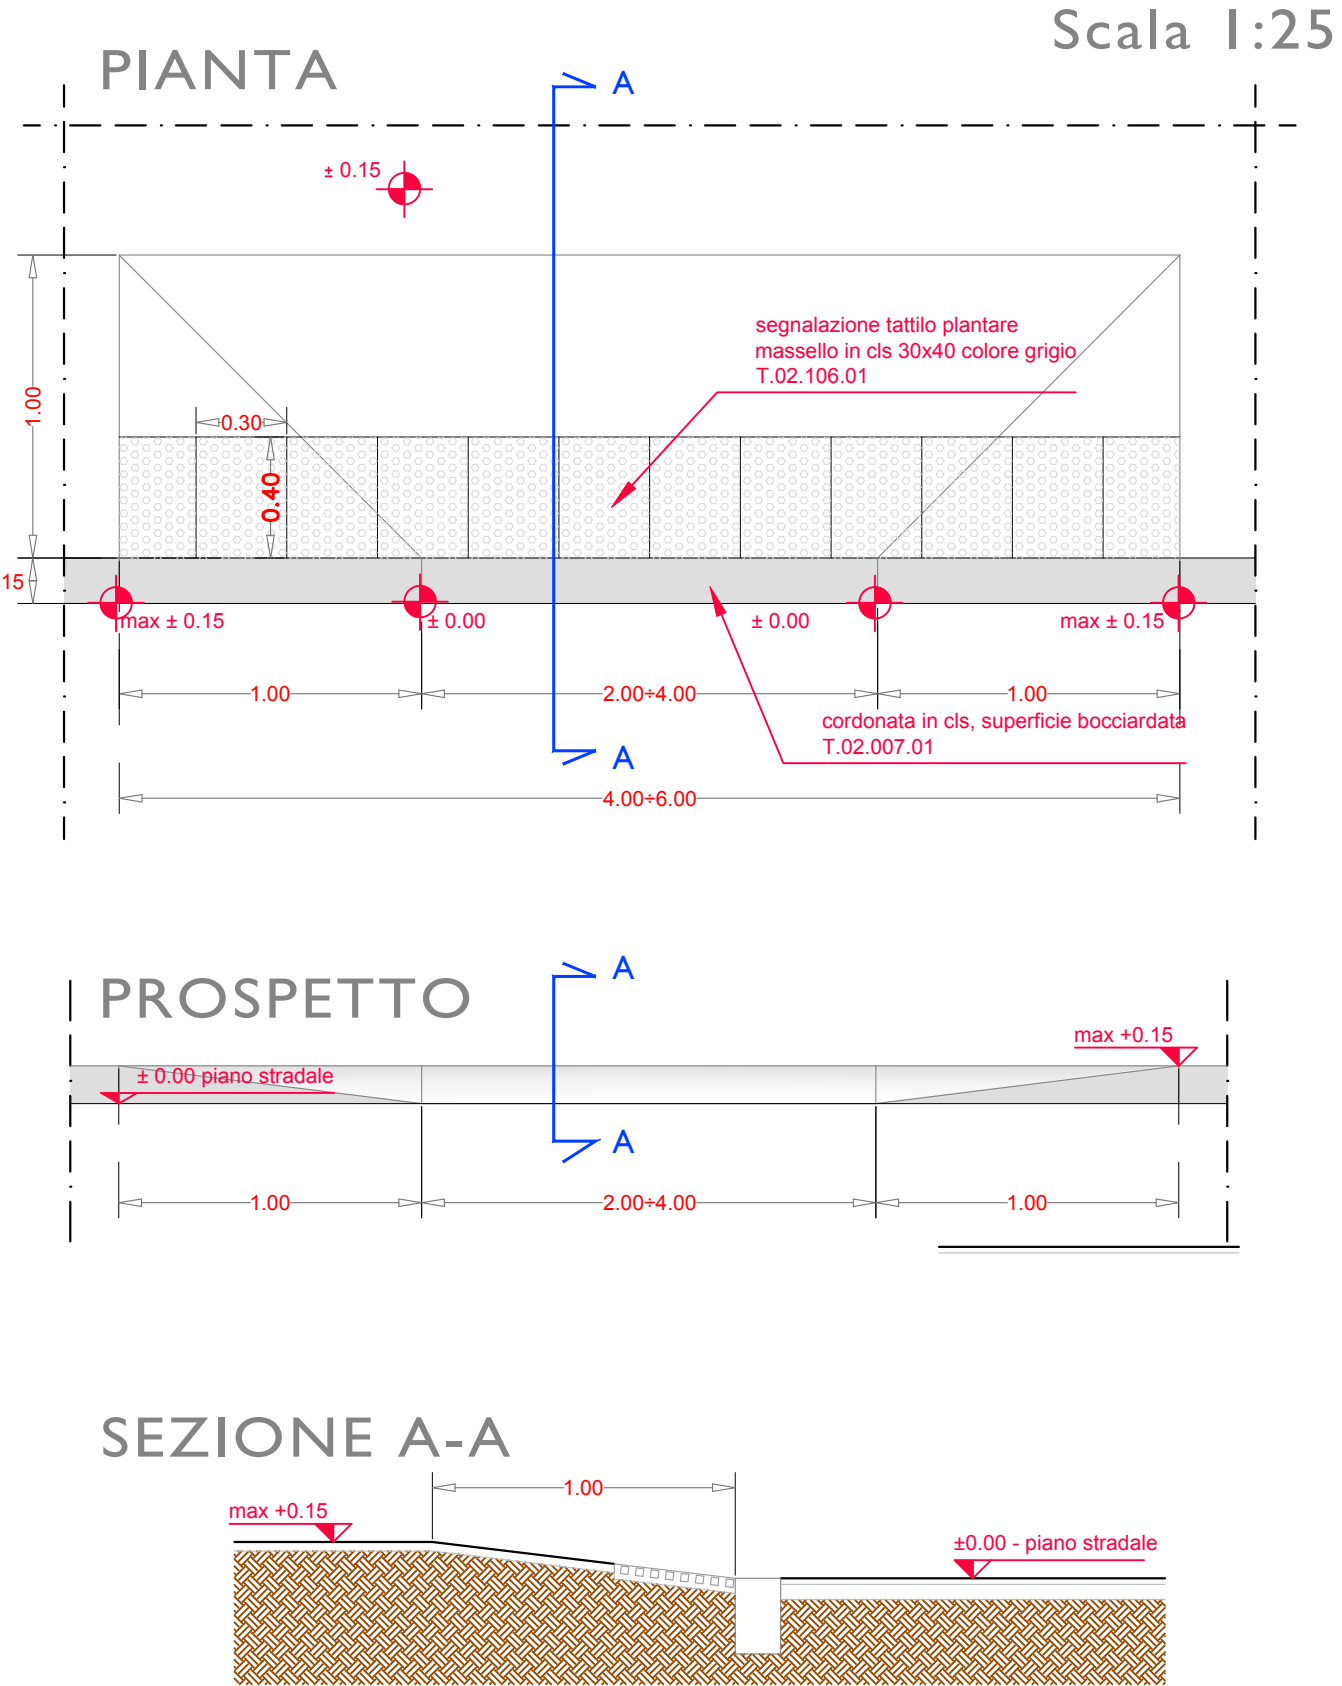 Scala 1:25
PIANTA
A
± 0.15
segnalazione tattilo plantare
massello in cls 30x40 colore grigio
T.02.106.01
1.00
0.30
0.40
15
max ± 0.15
± 0.00
± 0.00
max ± 0.15
1.00
2.00÷4.00
1.00
cordonata in cls, superficie bocciardata
T.02.007.01
A
4.00÷6.00
PROSPETTO
A
max +0.15
± 0.00 piano stradale
A
1.00
2.00÷4.00
1.00
SEZIONE A-A
1.00
max +0.15
±0.00 - piano stradale